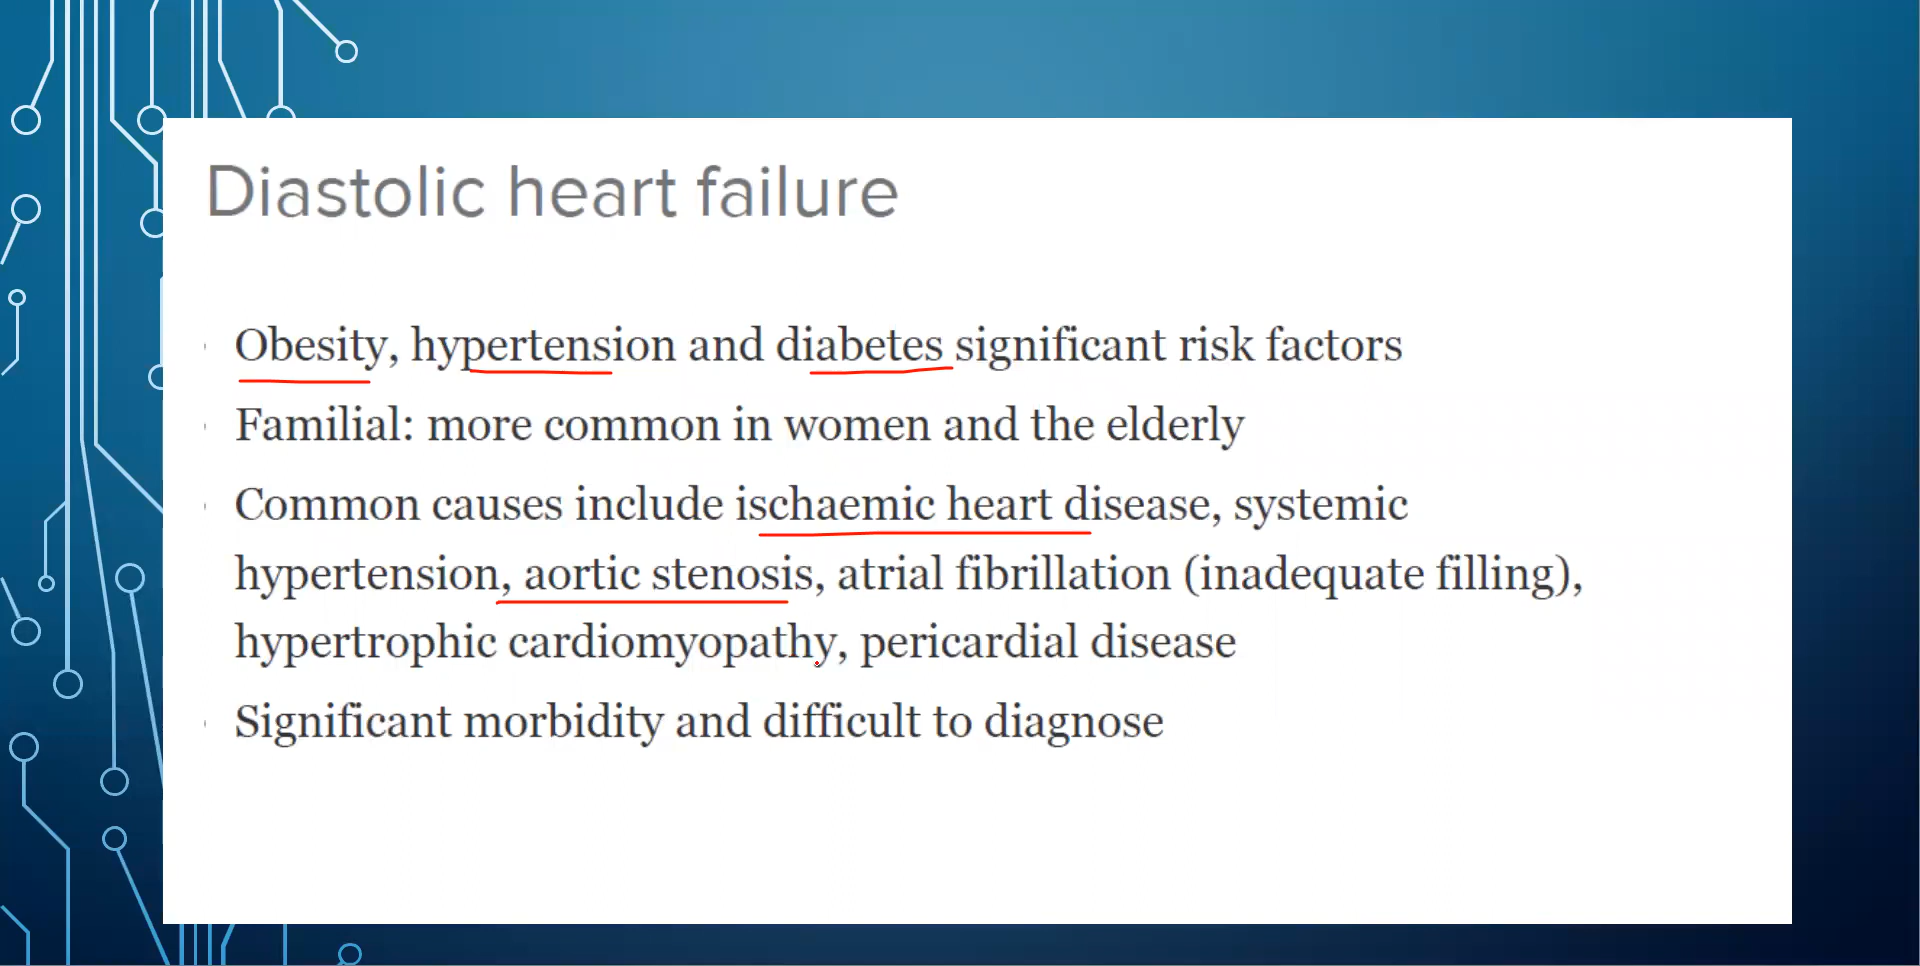 Diastolic heart failure
Obesity, hypertension and diabetes significant risk factors
Familial: more common in women and the elderly
Common causes include ischaemic heart disease, systemic
hypertension, aortic stenosis, atrial fibrillation (inadequate filling),
hypertrophic cardiomyopathy, pericardial disease
Significant morbidity and difficult to diagnose